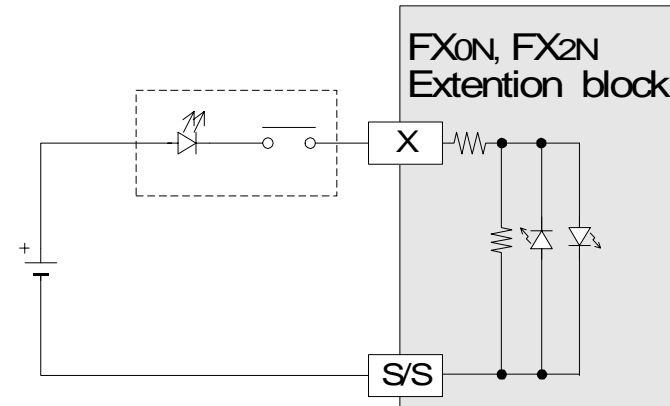 FX0N, FX2N
Extention block
X
+
S/S